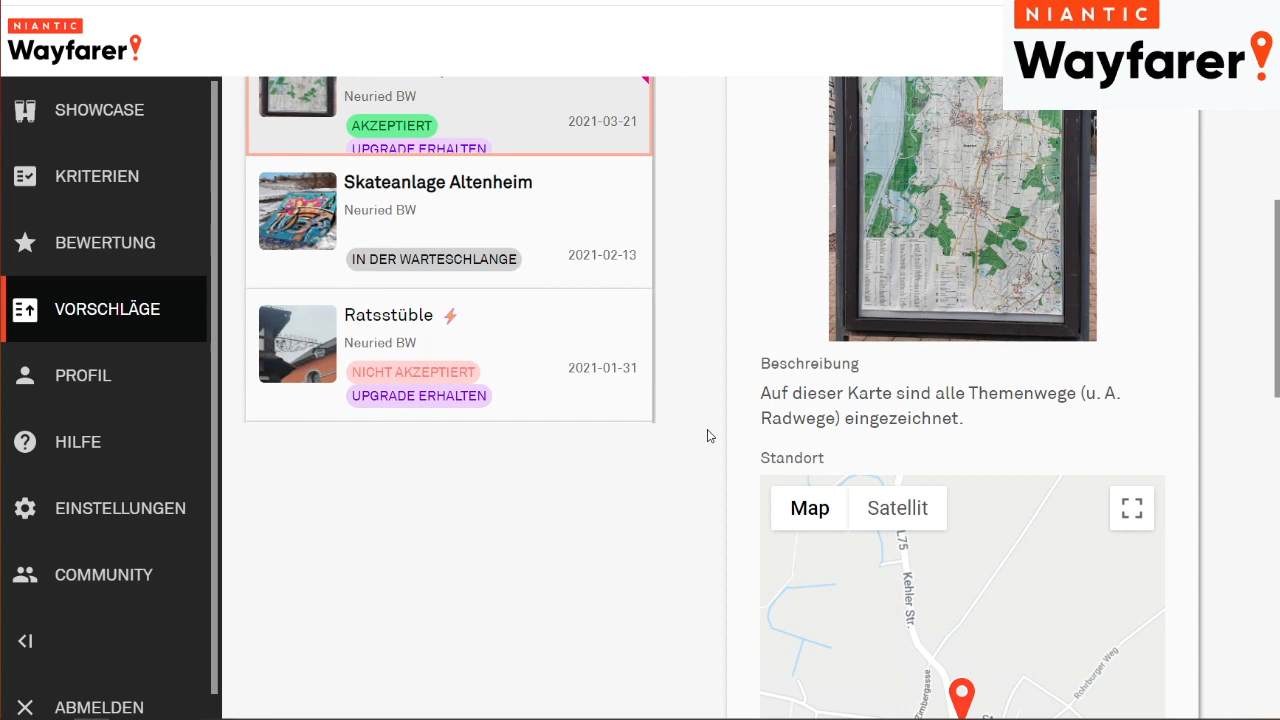 NIANTIC
Wayfarer
NIANTIC
Wayfarer
SHOWCASE
KRITERIEN
BEWERTUNG
VORSCHLÄGE
PROFIL
HILFE
EINSTELLUNGEN
COMMUNITY
ABMELDEN
Neuried BW
2021-03-21
AKZEPTIERT
UPGRADE ERHALTEN
Skateanlage Altenheim
Neuried BW
IN DER WARTESCHLANGE
2021-02-13
Ratsstüble
Neuried BW
NICHT AKZEPTIERT
2021-01-31
UPGRADE ERHALTEN
Beschreibung
Auf dieser Karte sind alle Themenwege (u. A.
Radwege) eingezeichnet.
Standort
Map
Satellit
L75
Kehler Str.
Rohrburger Weg